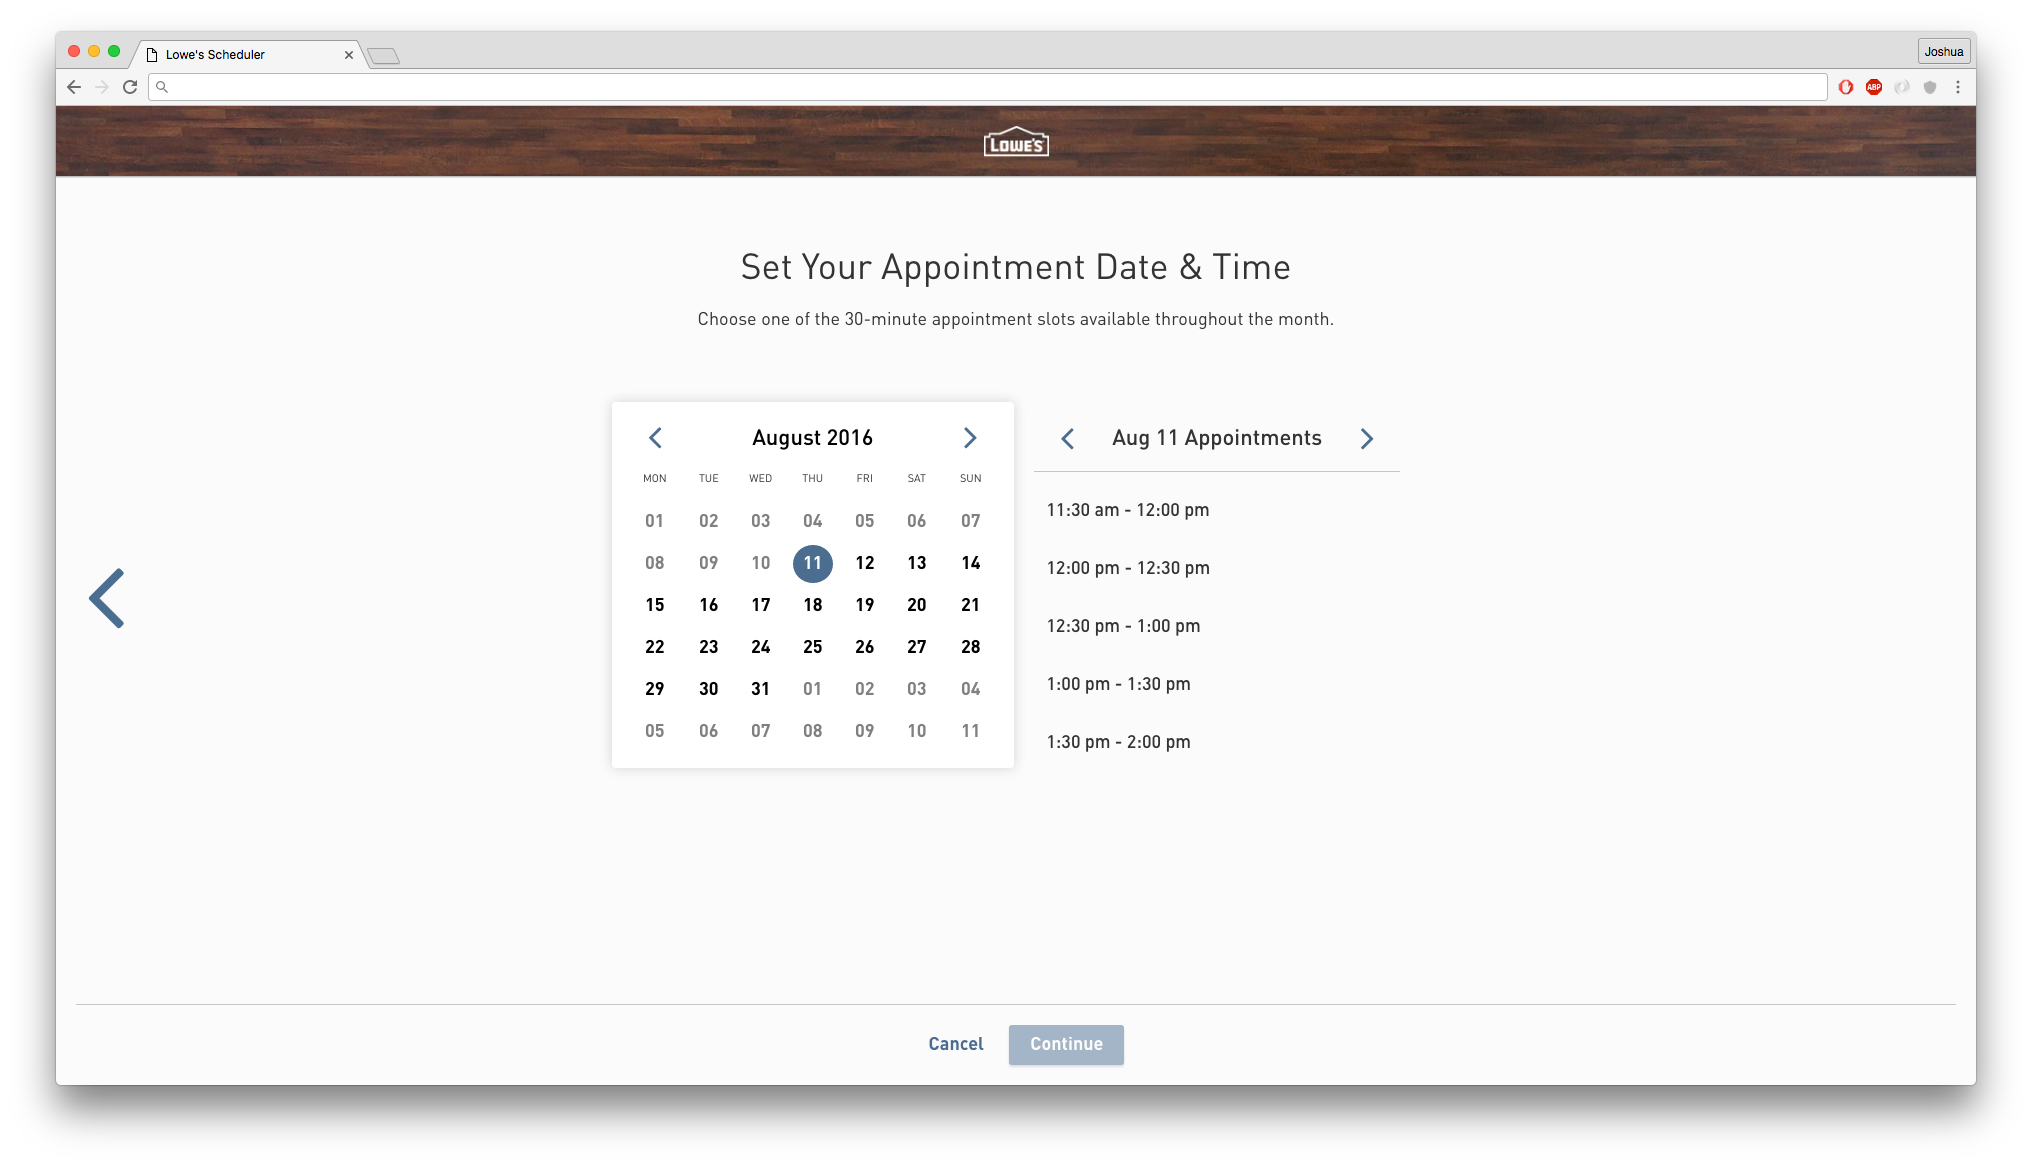 Lowe's Scheduler
Joshua
ABP
LOWE'S
Set Your Appointment Date & Time
Choose one of the 30-minute appointment slots available throughout the month.
August 2016
MON TUE WED THU FRI SAT SUN
01 02 03 04 05 06 07
08 09 10 11 12 13 14
15 16 17 18 19 20 21
22 23 24 25 26 27 28
29 30 31 01 02 03 04
05 06 07 08 09 10 11
Aug 11 Appointments
11:30 am - 12:00 pm
12:00 pm - 12:30 pm
12:30 pm - 1:00 pm
1:00 pm - 1:30 pm
1:30 pm - 2:00 pm
Cancel Continue